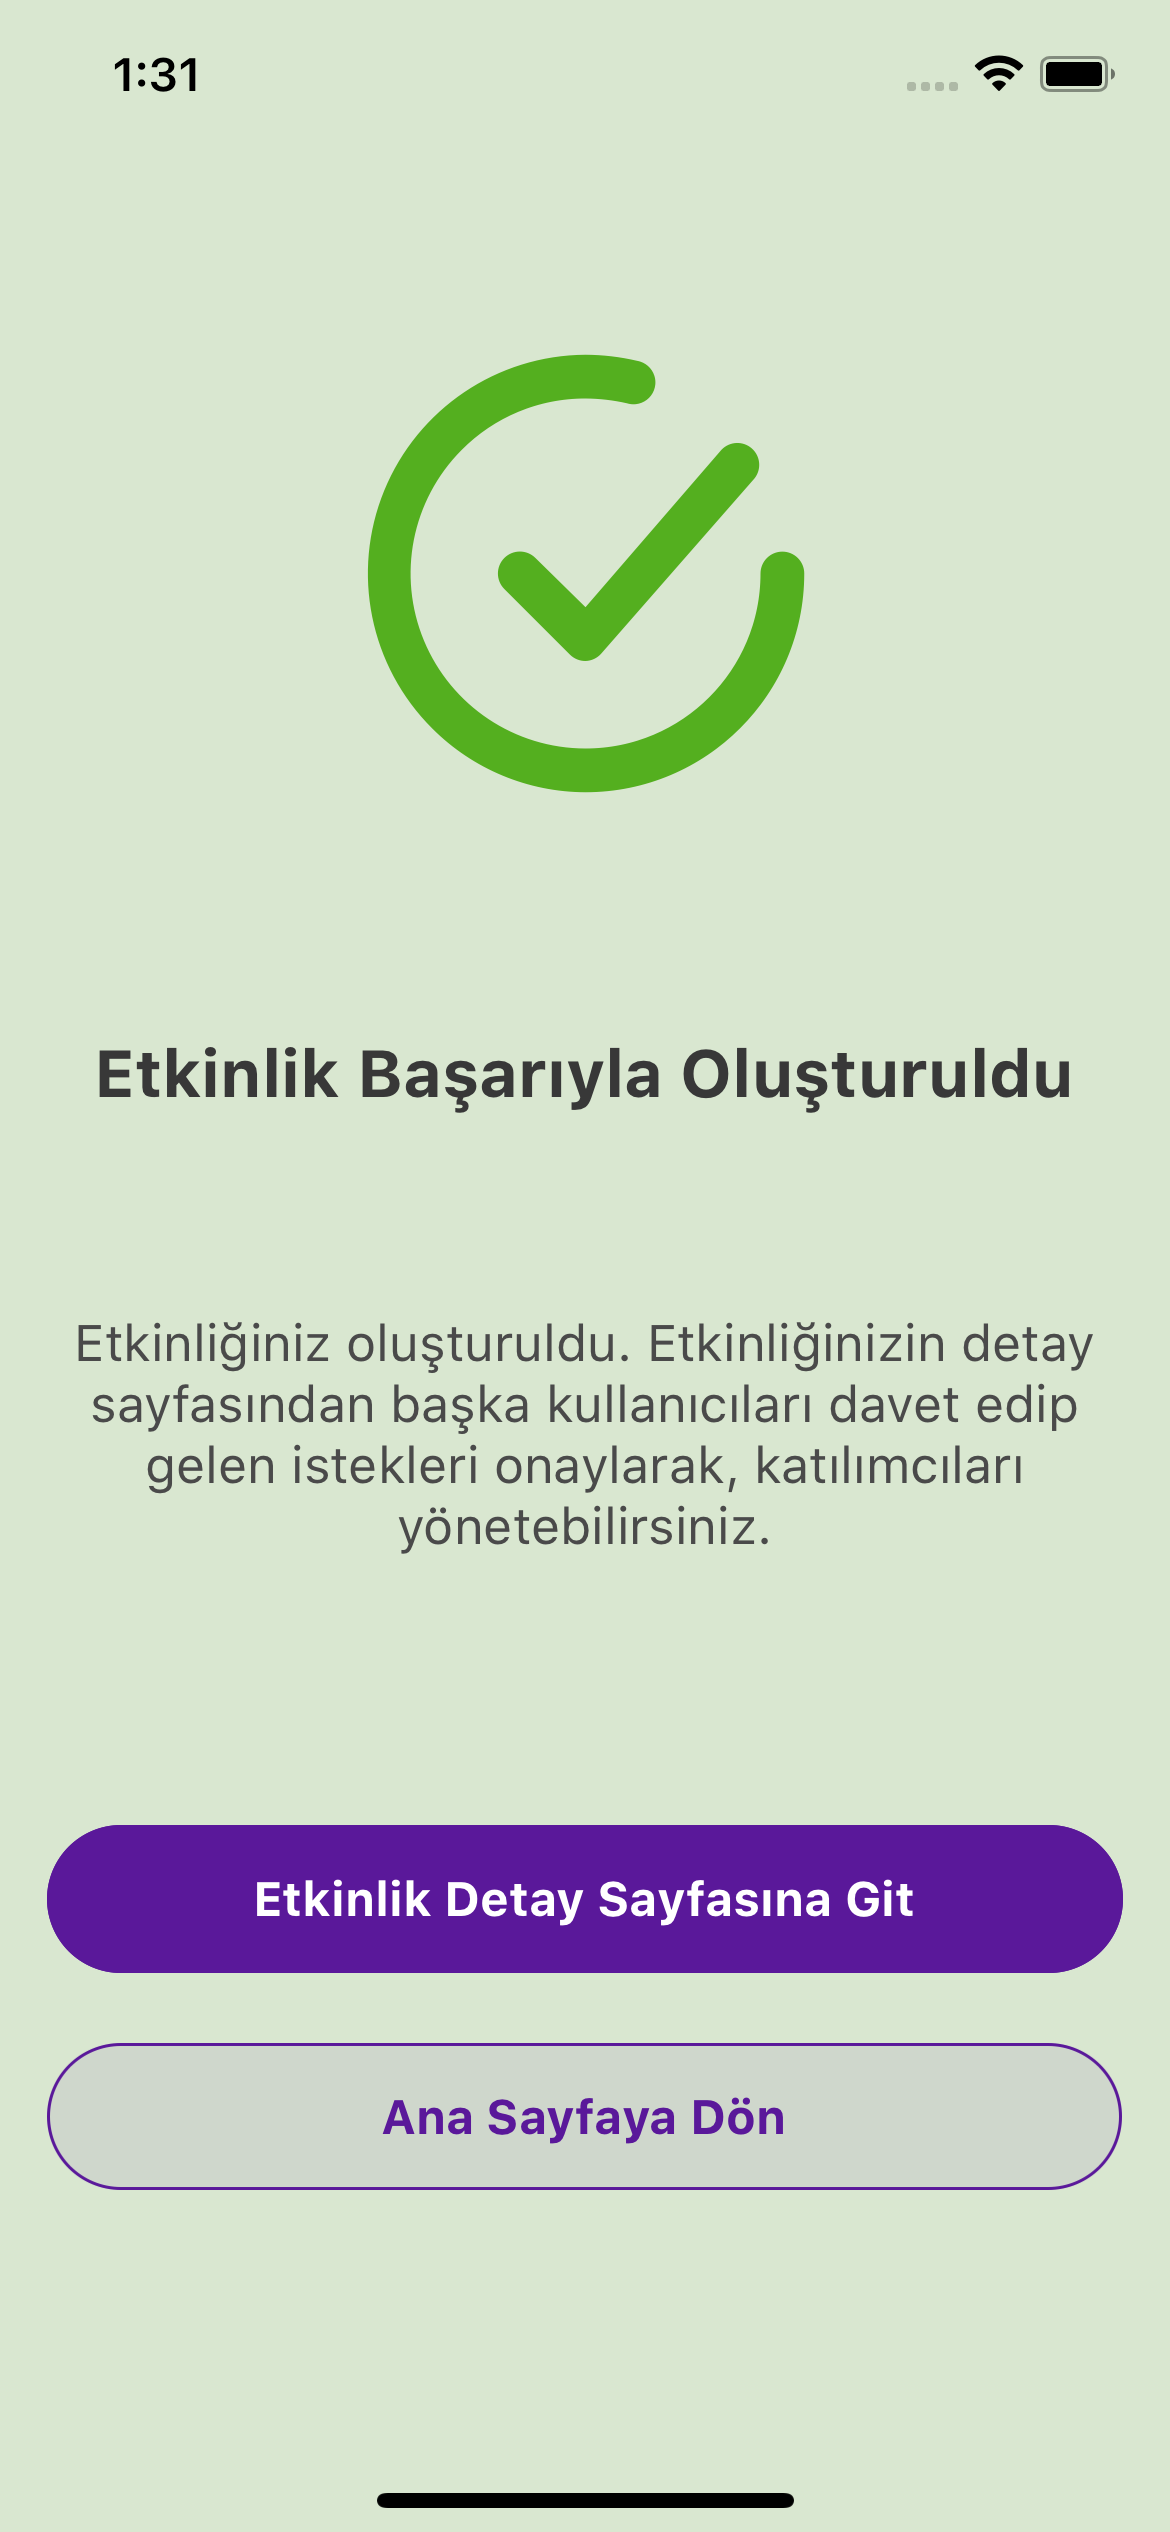 1:31
Etkinlik Başarıyla Oluşturuldu
Etkinliğiniz oluşturuldu. Etkinliğinizin detay
sayfasından başka kullanıcıları davet edip
gelen istekleri onaylarak, katılımcıları
yönetebilirsiniz.
Etkinlik Detay Sayfasına Git
Ana Sayfaya Dön